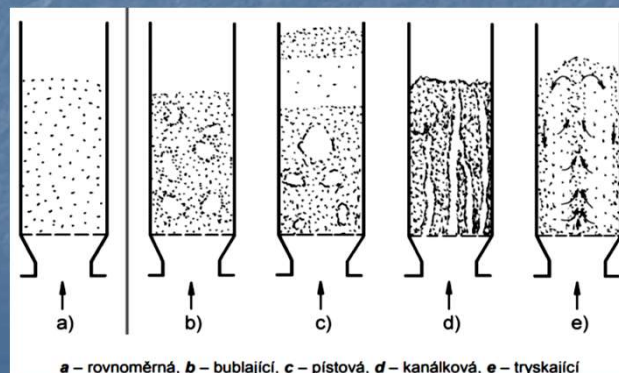 a) b) c) d) e)
a – rovnoměrná, b – bublající, c – pístová, d – kanálková, e – tryskající